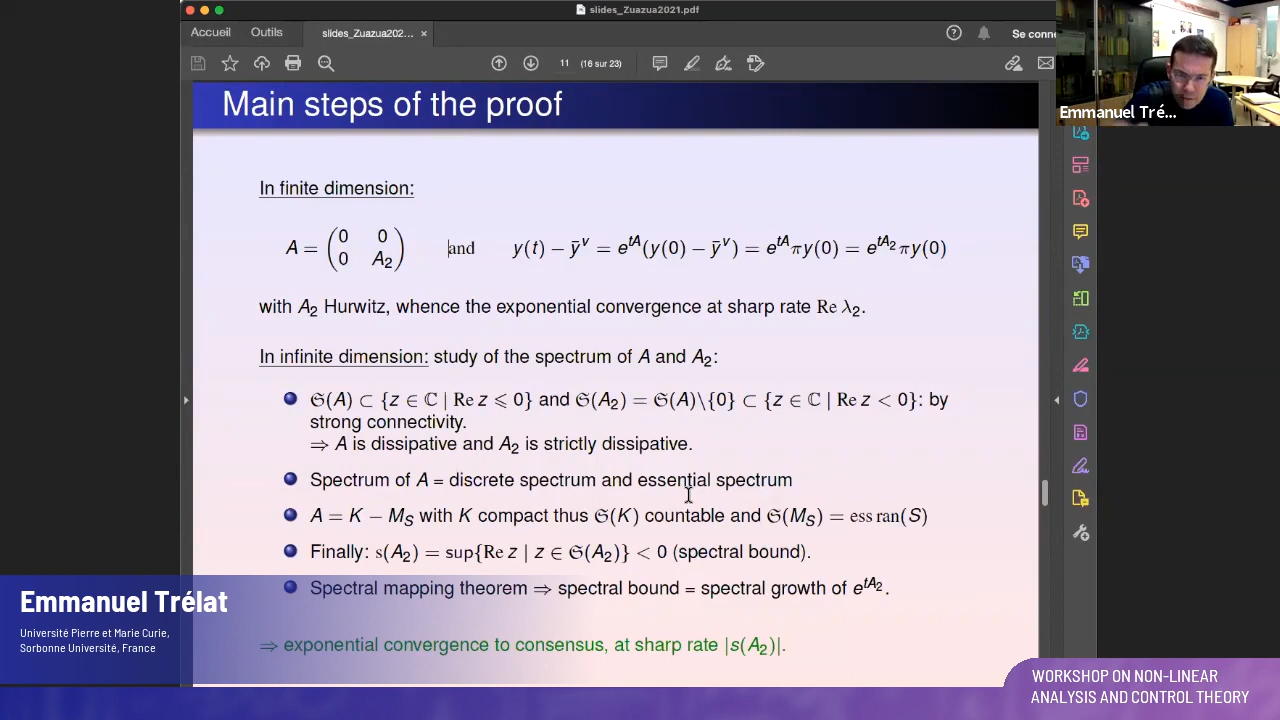 slides_Zuazua2021.pdf
Accueil Outils slides_Zuazua202... × Se conn
11 (16 sur 23)
Emmanuel Tré...
Main steps of the proof
In finite dimension:
A = (0 0; 0 A₂) and y(t) − ȳᵛ = eᵗᴬ(y(0) − ȳᵛ) = eᵗᴬπy(0) = eᵗᴬ²πy(0)
with A₂ Hurwitz, whence the exponential convergence at sharp rate Re λ₂.
In infinite dimension: study of the spectrum of A and A₂:
𝔖(A) ⊂ {z ∈ ℂ | Re z ⩽ 0} and 𝔖(A₂) = 𝔖(A)\{0} ⊂ {z ∈ ℂ | Re z < 0}: by
strong connectivity.
⇒ A is dissipative and A₂ is strictly dissipative.
Spectrum of A = discrete spectrum and essential spectrum
A = K − M_S with K compact thus 𝔖(K) countable and 𝔖(M_S) = ess ran(S)
Finally: s(A₂) = sup{Re z | z ∈ 𝔖(A₂)} < 0 (spectral bound).
Spectral mapping theorem ⇒ spectral bound = spectral growth of eᵗᴬ².
⇒ exponential convergence to consensus, at sharp rate |s(A₂)|.
Emmanuel Trélat
Université Pierre et Marie Curie,
Sorbonne Université, France
WORKSHOP ON NON-LINEAR
ANALYSIS AND CONTROL THEORY